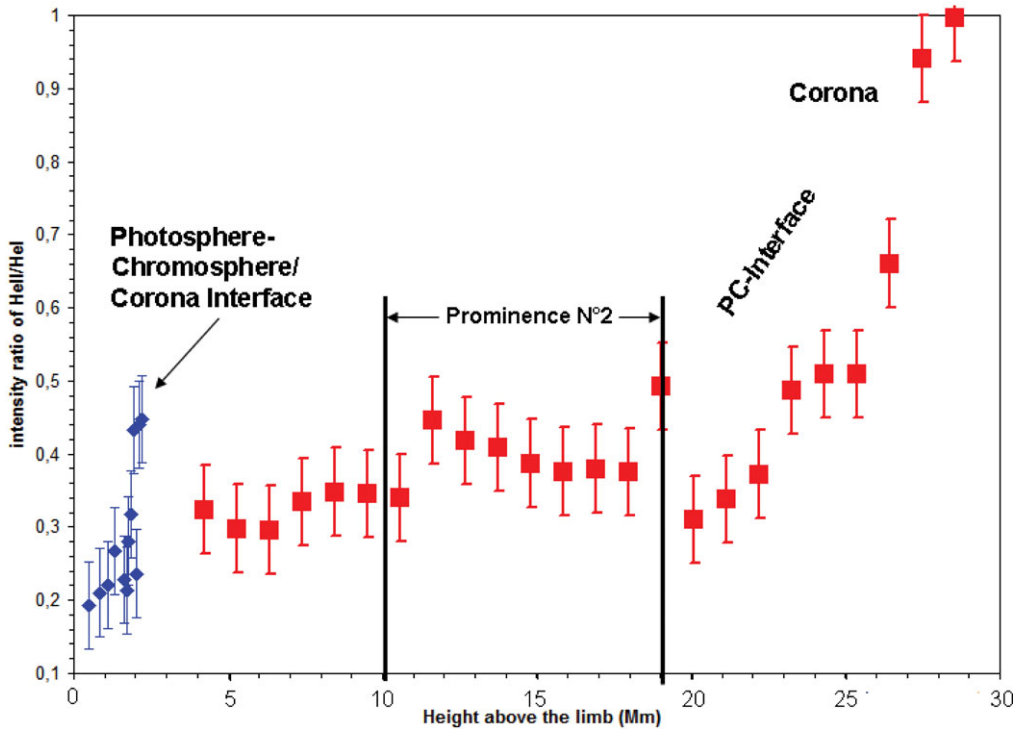 1
0,9
0,8
0,7
0,6
0,5
0,4
0,3
0,2
0,1
intensity ratio of HeII/HeI
Photosphere-
Chromosphere/
Corona Interface
Prominence N°2
PC-Interface
Corona
0
5
10
15
20
25
30
Height above the limb (Mm)